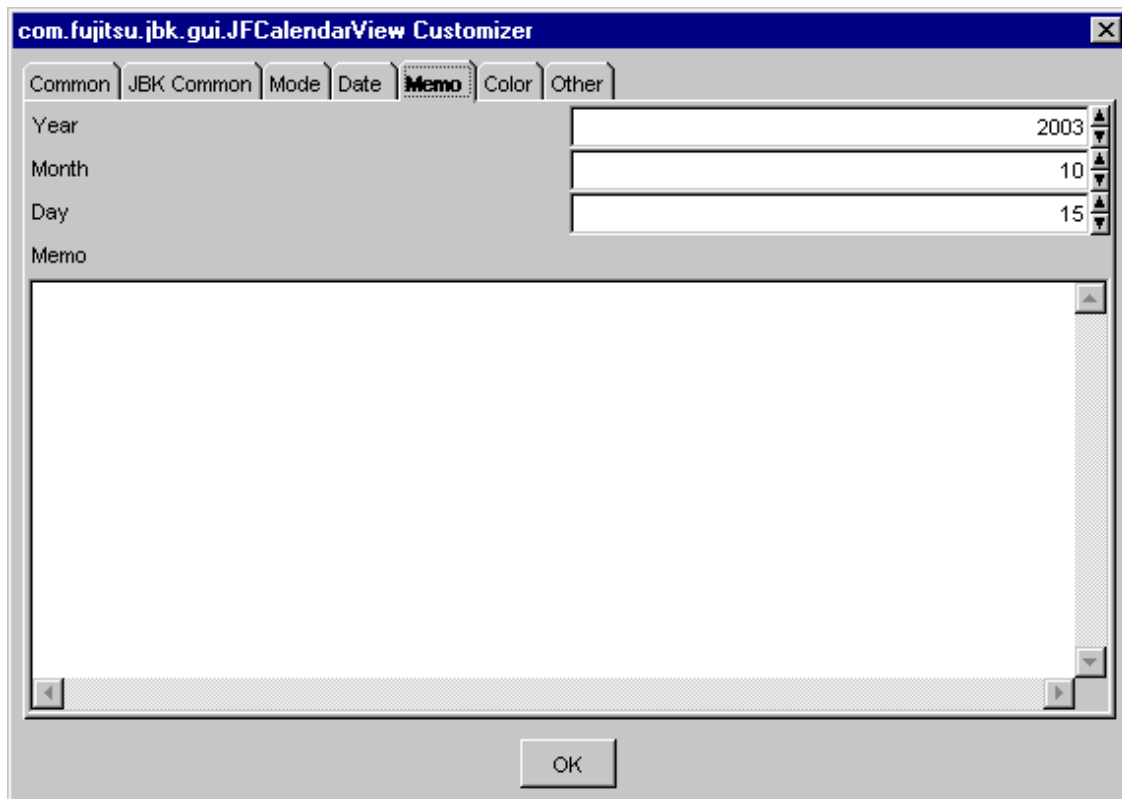 com.fujitsu.jbk.gui.JFCalendarView Customizer
Common JBK Common Mode Date Memo Color Other
Year 2003
Month 10
Day 15
Memo
OK